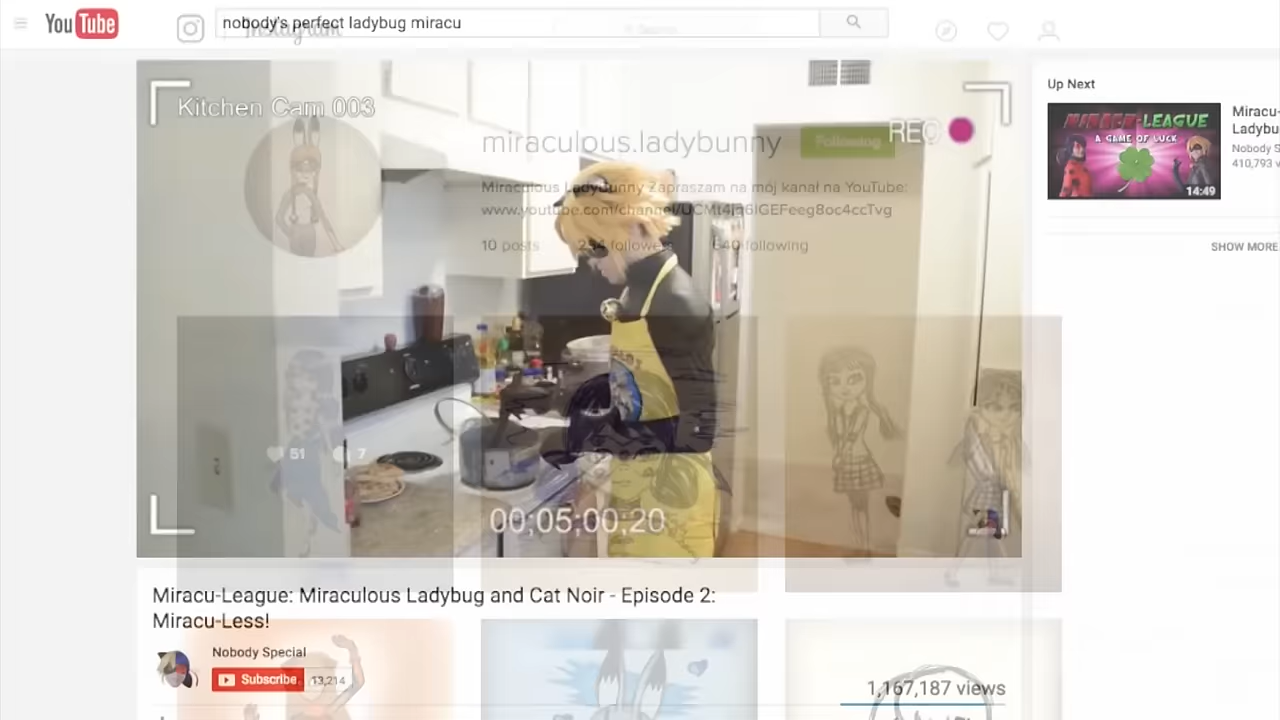 YouTube
nobody's perfect ladybug miracu
Instagram
Kitchen Cam 003
REC
miraculous.ladybunny
Following
Miraculous LadyBunny Zapraszam na mój kanał na YouTube:
10 posts
followers
following
51
7
00;05;00;20
Up Next
MIRACU-LEAGUE
A GAME OF LUCK
14:49
Miracu-
Ladybu
Nobody S
410,793 v
SHOW MORE
Miracu-League: Miraculous Ladybug and Cat Noir - Episode 2:
Miracu-Less!
Nobody Special
Subscribe
13,214
1,167,187 views